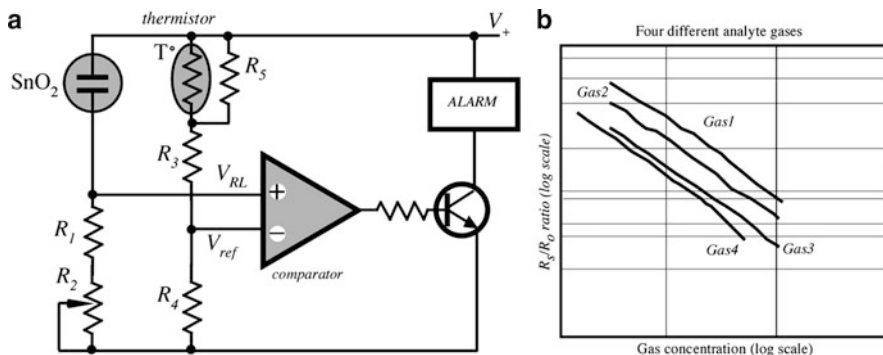 a
thermistor
V+
b
Four different analyte gases
SnO2
T°
R5
ALARM
R3
VRL
+
−
Vref
comparator
R1
R2
R4
Gas2
Gas1
Gas4
Gas3
Rs/Ro ratio (log scale)
Gas concentration (log scale)